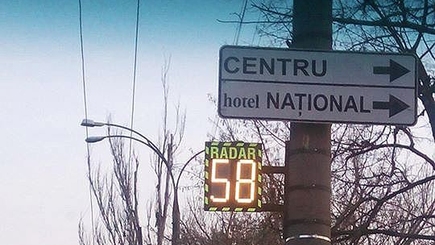 CENTRU
hotel NAȚIONAL
RADAR
58